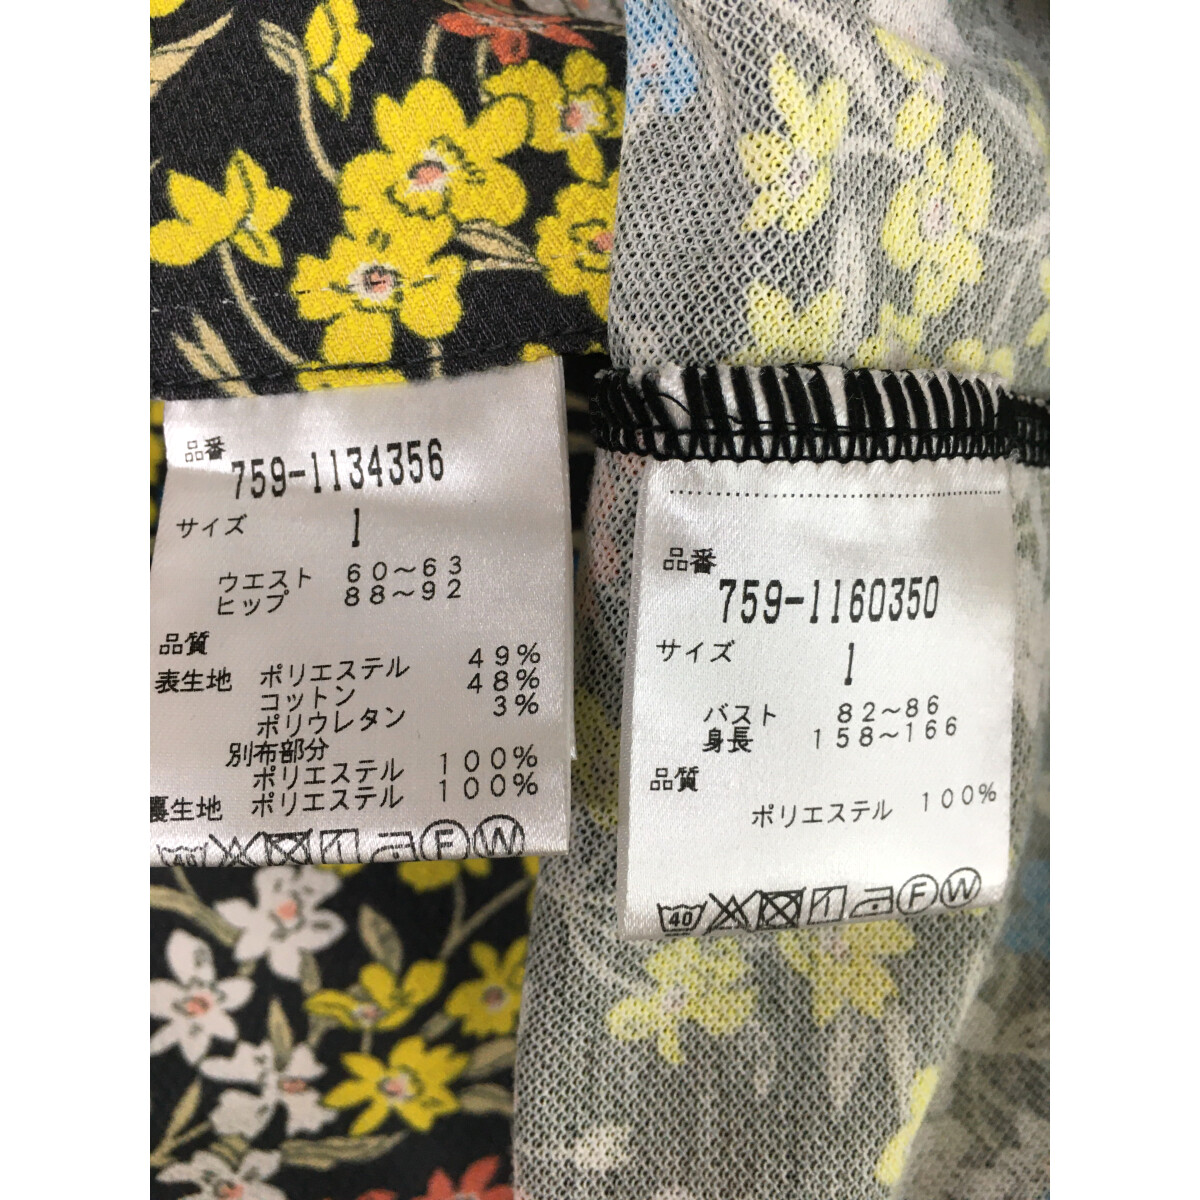 品番
759-1134356
サイズ 1
ウエスト 60～63
ヒップ 88～92
品質
表生地 ポリエステル 49%
コットン 48%
ポリウレタン 3%
別布部分
ポリエステル 100%
裏生地 ポリエステル 100%
40 F W
品番
759-1160350
サイズ 1
バスト 82～86
身長 158～166
品質
ポリエステル 100%
40 F W